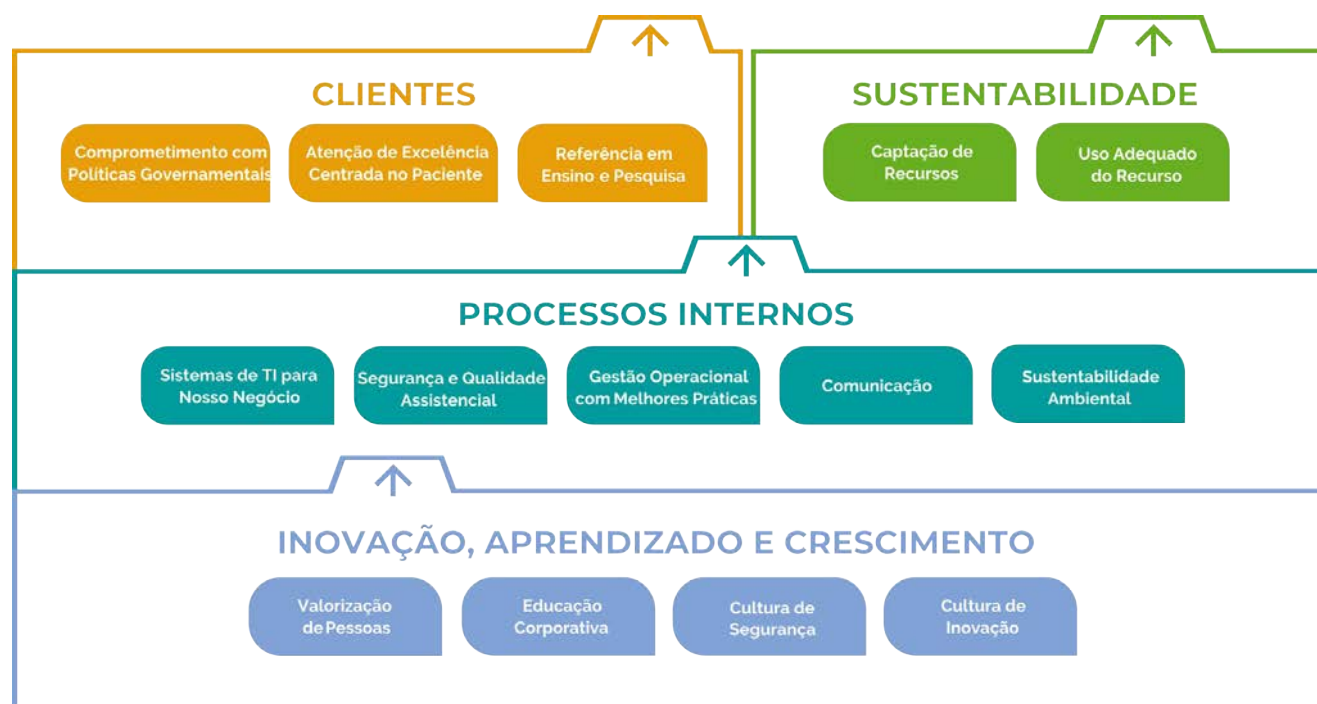 CLIENTES
Comprometimento com
Políticas Governamentais
Atenção de Excelência
Centrada no Paciente
Referência em
Ensino e Pesquisa
SUSTENTABILIDADE
Captação de
Recursos
Uso Adequado
do Recurso
PROCESSOS INTERNOS
Sistemas de TI para
Nosso Negócio
Segurança e Qualidade
Assistencial
Gestão Operacional
com Melhores Práticas
Comunicação
Sustentabilidade
Ambiental
INOVAÇÃO, APRENDIZADO E CRESCIMENTO
Valorização
de Pessoas
Educação
Corporativa
Cultura de
Segurança
Cultura de
Inovação